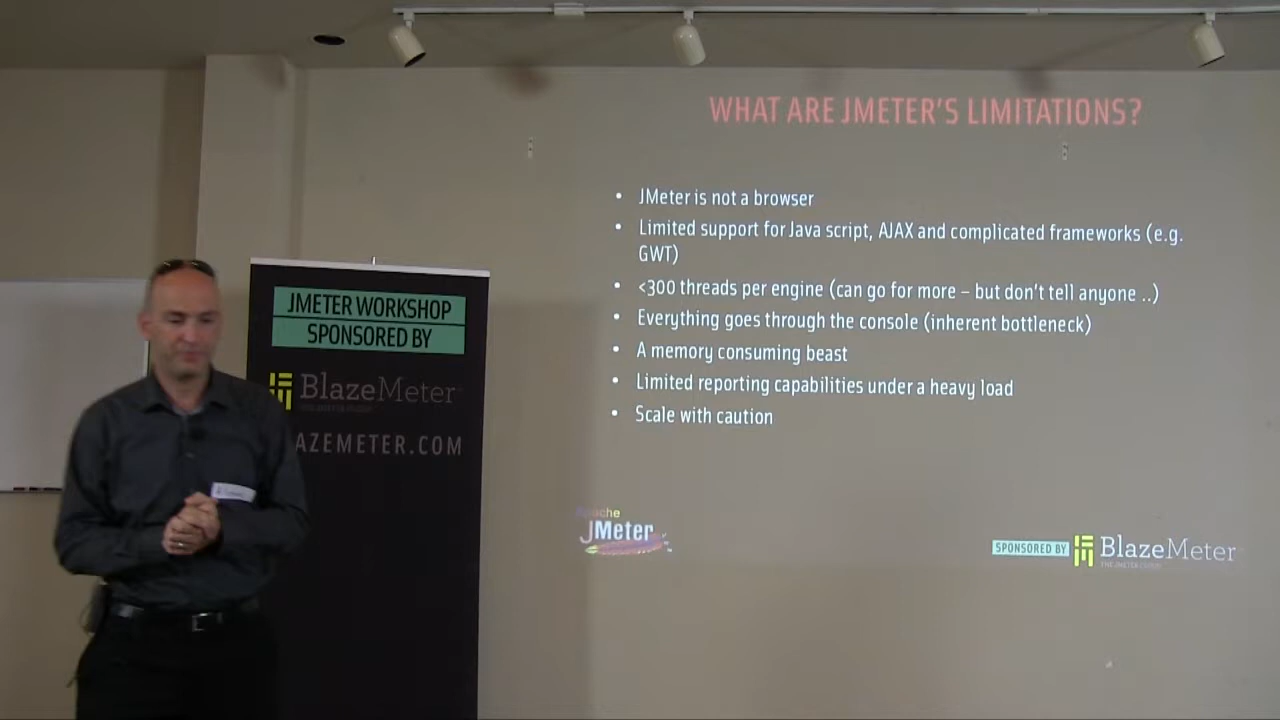 WHAT ARE JMETER'S LIMITATIONS?
• JMeter is not a browser
• Limited support for Java script, AJAX and complicated frameworks (e.g.
GWT)
• <300 threads per engine (can go for more – but don't tell anyone ..)
• Everything goes through the console (inherent bottleneck)
• A memory consuming beast
• Limited reporting capabilities under a heavy load
• Scale with caution
JMETER WORKSHOP
SPONSORED BY
BlazeMeter
AZEMETER.COM
Apache
JMeter
SPONSORED BY
BlazeMeter